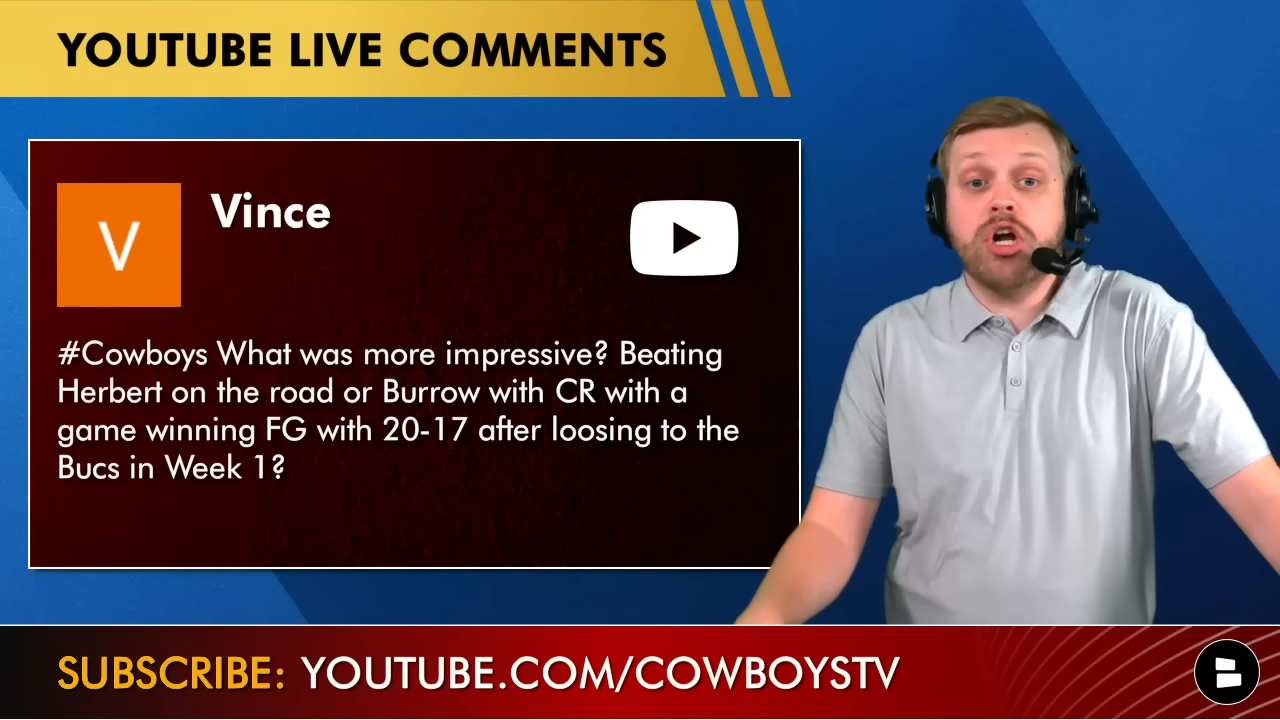 YOUTUBE LIVE COMMENTS
V
Vince
#Cowboys What was more impressive? Beating
Herbert on the road or Burrow with CR with a
game winning FG with 20-17 after loosing to the
Bucs in Week 1?
SUBSCRIBE: YOUTUBE.COM/COWBOYSTV